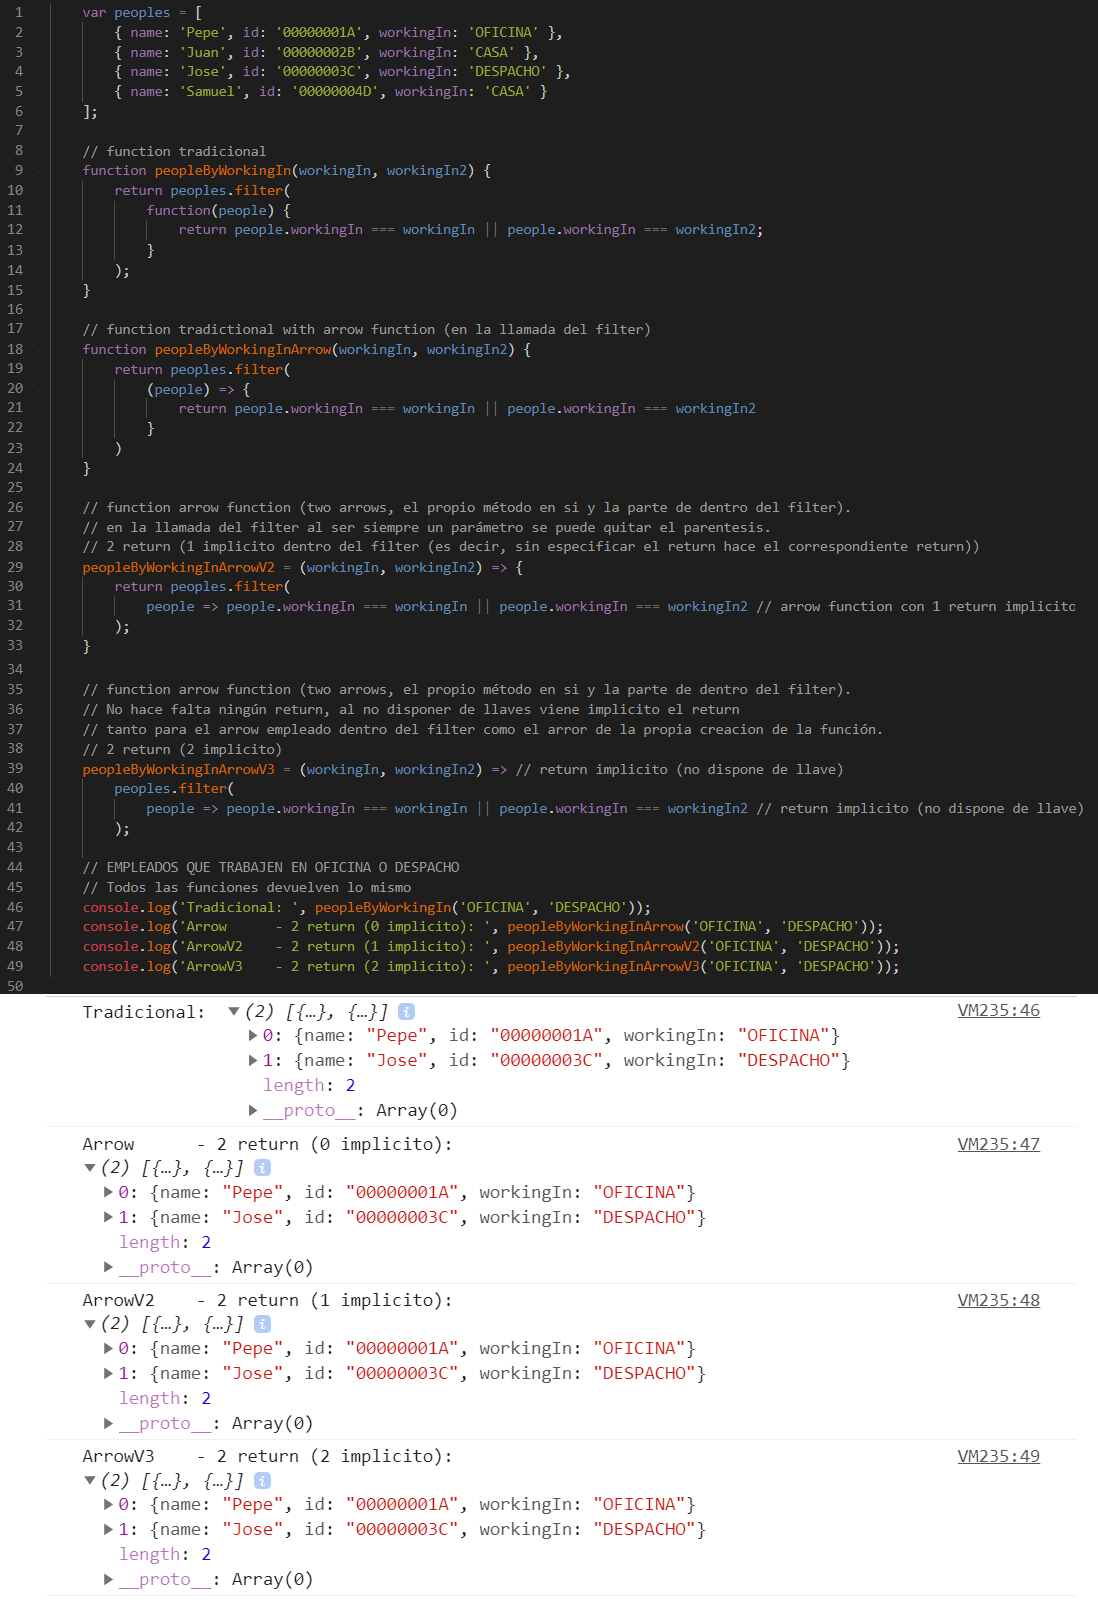 1 var peoples = [
2 { name: 'Pepe', id: '00000001A', workingIn: 'OFICINA' },
3 { name: 'Juan', id: '00000002B', workingIn: 'CASA' },
4 { name: 'Jose', id: '00000003C', workingIn: 'DESPACHO' },
5 { name: 'Samuel', id: '00000004D', workingIn: 'CASA' }
6 ];
7
8 // function tradicional
9 function peopleByWorkingIn(workingIn, workingIn2) {
10 return peoples.filter(
11 function(people) {
12 return people.workingIn === workingIn || people.workingIn === workingIn2;
13 }
14 );
15 }
16
17 // function tradictional with arrow function (en la llamada del filter)
18 function peopleByWorkingInArrow(workingIn, workingIn2) {
19 return peoples.filter(
20 (people) => {
21 return people.workingIn === workingIn || people.workingIn === workingIn2
22 }
23 )
24 }
25
26 // function arrow function (two arrows, el propio método en si y la parte de dentro del filter).
27 // en la llamada del filter al ser siempre un parámetro se puede quitar el parentesis.
28 // 2 return (1 implicito dentro del filter (es decir, sin especificar el return hace el correspondiente return))
29 peopleByWorkingInArrowV2 = (workingIn, workingIn2) => {
30 return peoples.filter(
31 people => people.workingIn === workingIn || people.workingIn === workingIn2 // arrow function con 1 return implicito
32 );
33 }
34
35 // function arrow function (two arrows, el propio método en si y la parte de dentro del filter).
36 // No hace falta ningún return, al no disponer de llaves viene implicito el return
37 // tanto para el arrow empleado dentro del filter como el arror de la propia creacion de la función.
38 // 2 return (2 implicito)
39 peopleByWorkingInArrowV3 = (workingIn, workingIn2) => // return implicito (no dispone de llave)
40 peoples.filter(
41 people => people.workingIn === workingIn || people.workingIn === workingIn2 // return implicito (no dispone de llave)
42 );
43
44 // EMPLEADOS QUE TRABAJEN EN OFICINA O DESPACHO
45 // Todos las funciones devuelven lo mismo
46 console.log('Tradicional: ', peopleByWorkingIn('OFICINA', 'DESPACHO'));
47 console.log('Arrow      - 2 return (0 implicito): ', peopleByWorkingInArrow('OFICINA', 'DESPACHO'));
48 console.log('ArrowV2    - 2 return (1 implicito): ', peopleByWorkingInArrowV2('OFICINA', 'DESPACHO'));
49 console.log('ArrowV3    - 2 return (2 implicito): ', peopleByWorkingInArrowV3('OFICINA', 'DESPACHO'));
50
Tradicional: ▼(2) [{…}, {…}] i VM235:46
▶0: {name: "Pepe", id: "00000001A", workingIn: "OFICINA"}
▶1: {name: "Jose", id: "00000003C", workingIn: "DESPACHO"}
length: 2
▶__proto__: Array(0)
Arrow      - 2 return (0 implicito): VM235:47
▼(2) [{…}, {…}] i
▶0: {name: "Pepe", id: "00000001A", workingIn: "OFICINA"}
▶1: {name: "Jose", id: "00000003C", workingIn: "DESPACHO"}
length: 2
▶__proto__: Array(0)
ArrowV2    - 2 return (1 implicito): VM235:48
▼(2) [{…}, {…}] i
▶0: {name: "Pepe", id: "00000001A", workingIn: "OFICINA"}
▶1: {name: "Jose", id: "00000003C", workingIn: "DESPACHO"}
length: 2
▶__proto__: Array(0)
ArrowV3    - 2 return (2 implicito): VM235:49
▼(2) [{…}, {…}] i
▶0: {name: "Pepe", id: "00000001A", workingIn: "OFICINA"}
▶1: {name: "Jose", id: "00000003C", workingIn: "DESPACHO"}
length: 2
▶__proto__: Array(0)